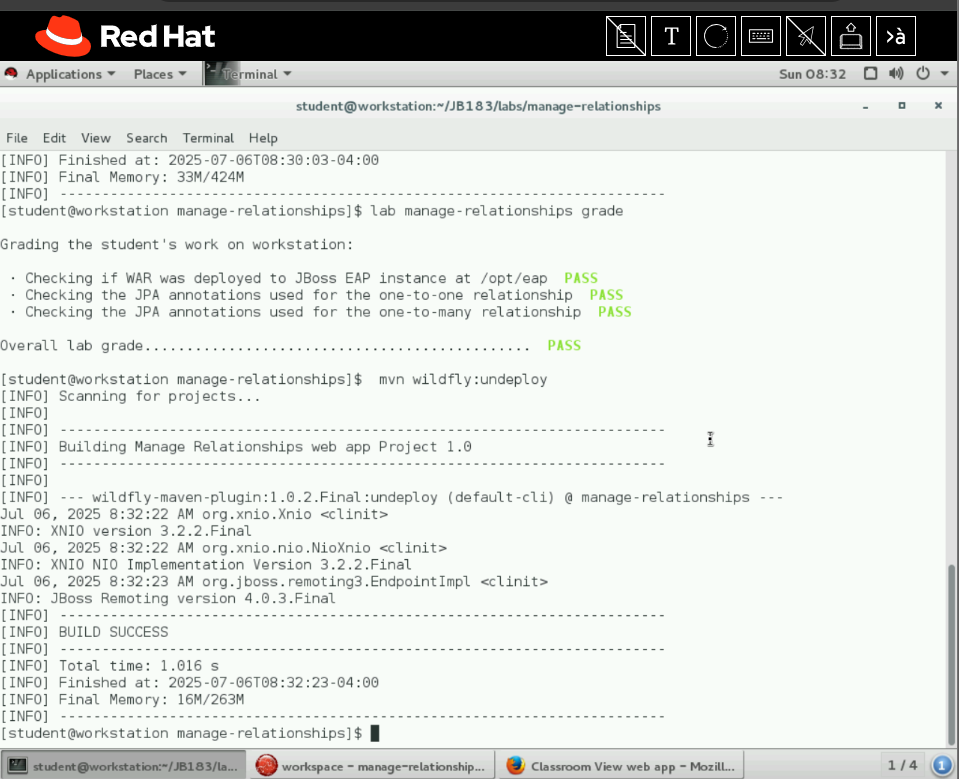 Red Hat
T
>à
Applications Places Terminal Sun 08:32
student@workstation:~/JB183/labs/manage-relationships
File Edit View Search Terminal Help
[INFO] Finished at: 2025-07-06T08:30:03-04:00
[INFO] Final Memory: 33M/424M
[INFO] ------------------------------------------------------------------------
[student@workstation manage-relationships]$ lab manage-relationships grade
Grading the student's work on workstation:
· Checking if WAR was deployed to JBoss EAP instance at /opt/eap PASS
· Checking the JPA annotations used for the one-to-one relationship PASS
· Checking the JPA annotations used for the one-to-many relationship PASS
Overall lab grade.............................................. PASS
[student@workstation manage-relationships]$ mvn wildfly:undeploy
[INFO] Scanning for projects...
[INFO]
[INFO] ------------------------------------------------------------------------
[INFO] Building Manage Relationships web app Project 1.0
[INFO] ------------------------------------------------------------------------
[INFO]
[INFO] --- wildfly-maven-plugin:1.0.2.Final:undeploy (default-cli) @ manage-relationships ---
Jul 06, 2025 8:32:22 AM org.xnio.Xnio <clinit>
INFO: XNIO version 3.2.2.Final
Jul 06, 2025 8:32:22 AM org.xnio.nio.NioXnio <clinit>
INFO: XNIO NIO Implementation Version 3.2.2.Final
Jul 06, 2025 8:32:23 AM org.jboss.remoting3.EndpointImpl <clinit>
INFO: JBoss Remoting version 4.0.3.Final
[INFO] ------------------------------------------------------------------------
[INFO] BUILD SUCCESS
[INFO] ------------------------------------------------------------------------
[INFO] Total time: 1.016 s
[INFO] Finished at: 2025-07-06T08:32:23-04:00
[INFO] Final Memory: 16M/263M
[INFO] ------------------------------------------------------------------------
[student@workstation manage-relationships]$
student@workstation:~/JB183/la... workspace - manage-relationship... Classroom View web app - Mozill... 1 / 4 1